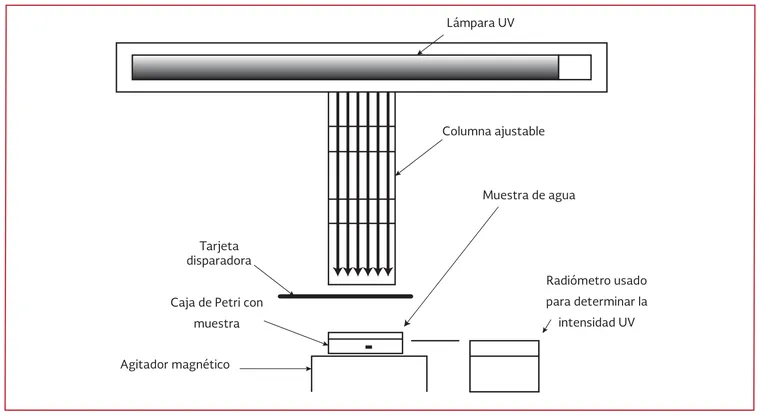 Lámpara UV
Columna ajustable
Muestra de agua
Tarjeta
disparadora
Radiómetro usado
para determinar la
intensidad UV
Caja de Petri con
muestra
Agitador magnético